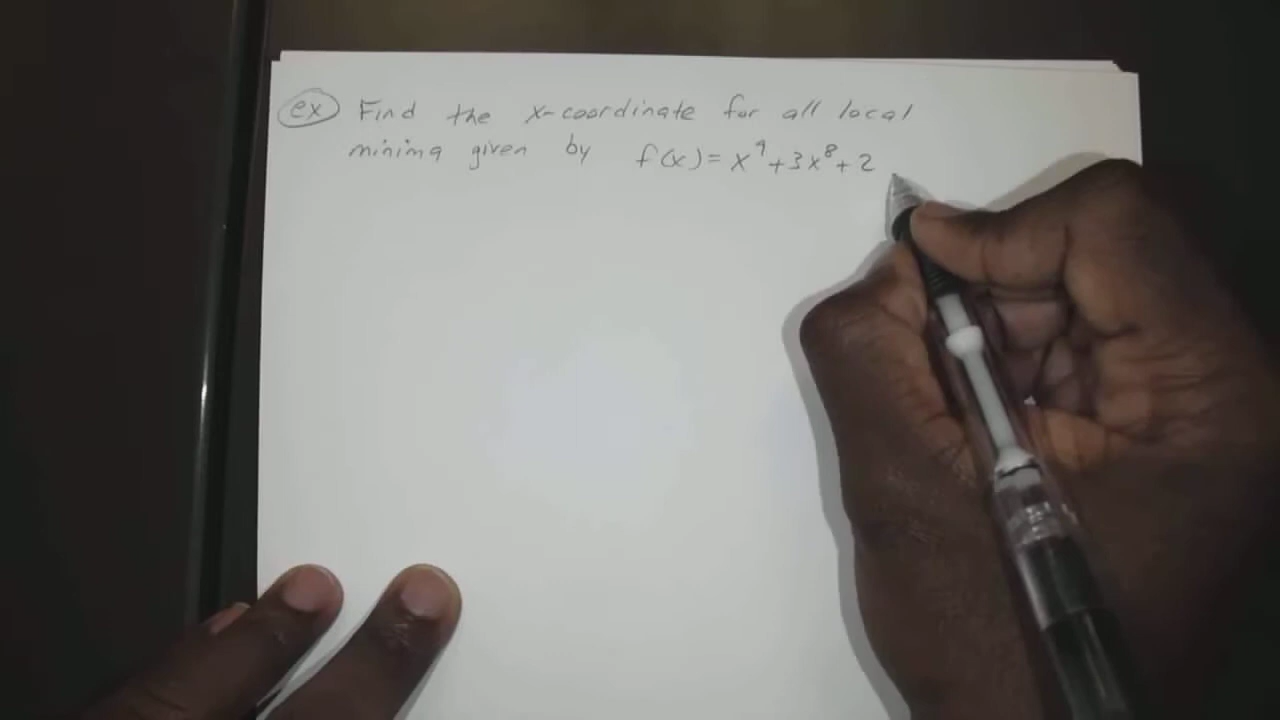 ex Find the x-coordinate for all local
minima given by f(x) = x⁹ + 3x⁸ + 2